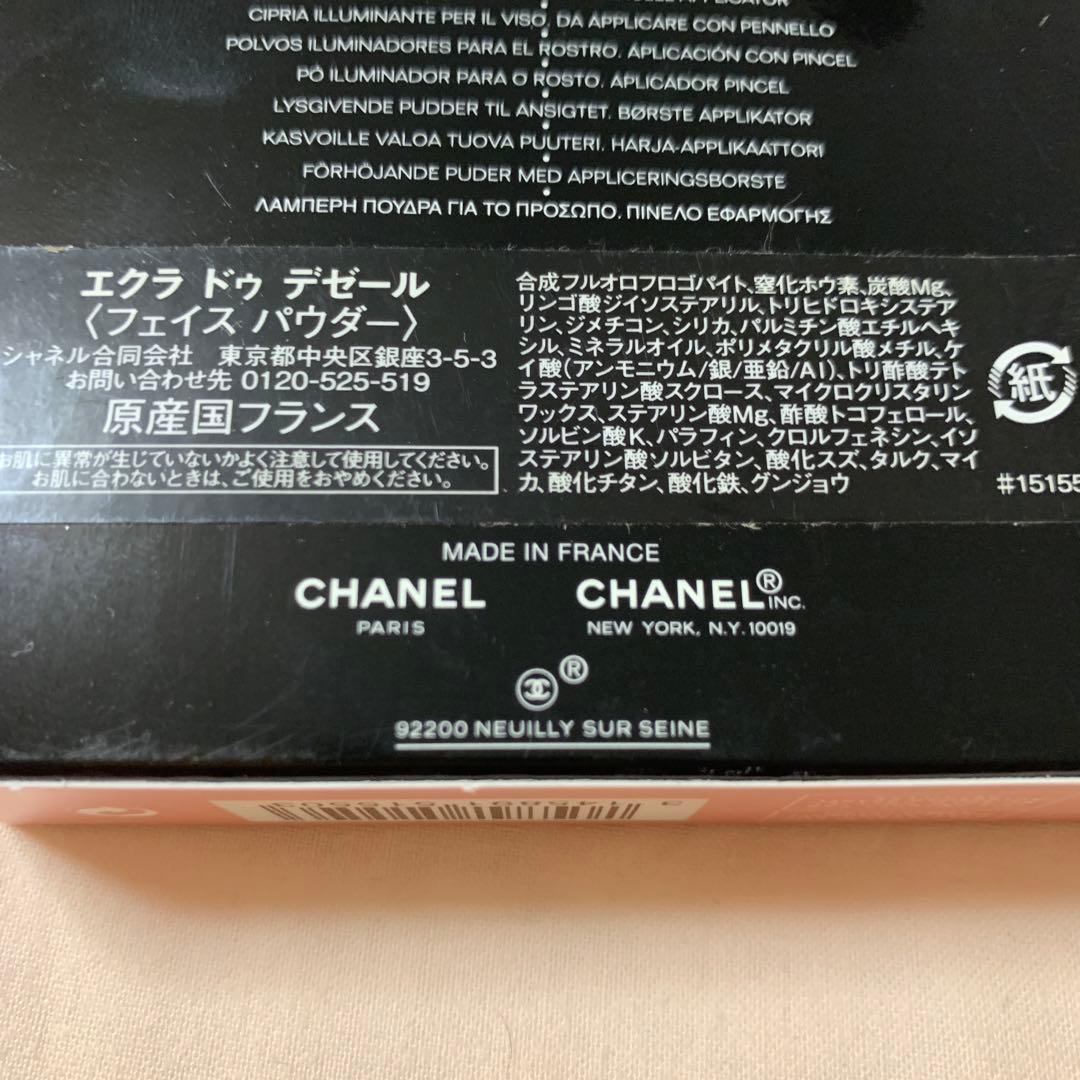 APPLICATOR
CIPRIA ILLUMINANTE PER IL VISO, DA APPLICARE CON PENNELLO
POLVOS ILUMINADORES PARA EL ROSTRO. APLICACIÓN CON PINCEL
PÓ ILUMINADOR PARA O ROSTO. APLICADOR PINCEL
LYSGIVENDE PUDDER TIL ANSIGTET. BØRSTE APPLIKATOR
KASVOILLE VALOA TUOVA PUUTERI. HARJA-APPLIKAATTORI
FÖRHÖJANDE PUDER MED APPLICERINGSBORSTE
ΛΑΜΠΕΡΗ ΠΟΥΔΡΑ ΓΙΑ ΤΟ ΠΡΟΣΩΠΟ. ΠΙΝΕΛΟ ΕΦΑΡΜΟΓΗΣ
エクラ ドゥ デゼール
〈フェイス パウダー〉
シャネル合同会社 東京都中央区銀座3-5-3
お問い合わせ先 0120-525-519
原産国フランス
お肌に異常が生じていないかよく注意して使用してください。
お肌に合わないときは、ご使用をおやめください。
合成フルオロフロゴパイト、窒化ホウ素、炭酸Mg、
リンゴ酸ジイソステアリル、トリヒドロキシステア
リン、ジメチコン、シリカ、パルミチン酸エチルヘキ
シル、ミネラルオイル、ポリメタクリル酸メチル、ケ
イ酸(アンモニウム/銀/亜鉛/Al)、トリ酢酸テト
ラステアリン酸スクロース、マイクロクリスタリン
ワックス、ステアリン酸Mg、酢酸トコフェロール、
ソルビン酸K、パラフィン、クロルフェネシン、イソ
ステアリン酸ソルビタン、酸化スズ、タルク、マイ
カ、酸化チタン、酸化鉄、グンジョウ
紙
#15155
MADE IN FRANCE
CHANEL
PARIS
CHANEL® INC.
NEW YORK, N.Y. 10019
®
92200 NEUILLY SUR SEINE